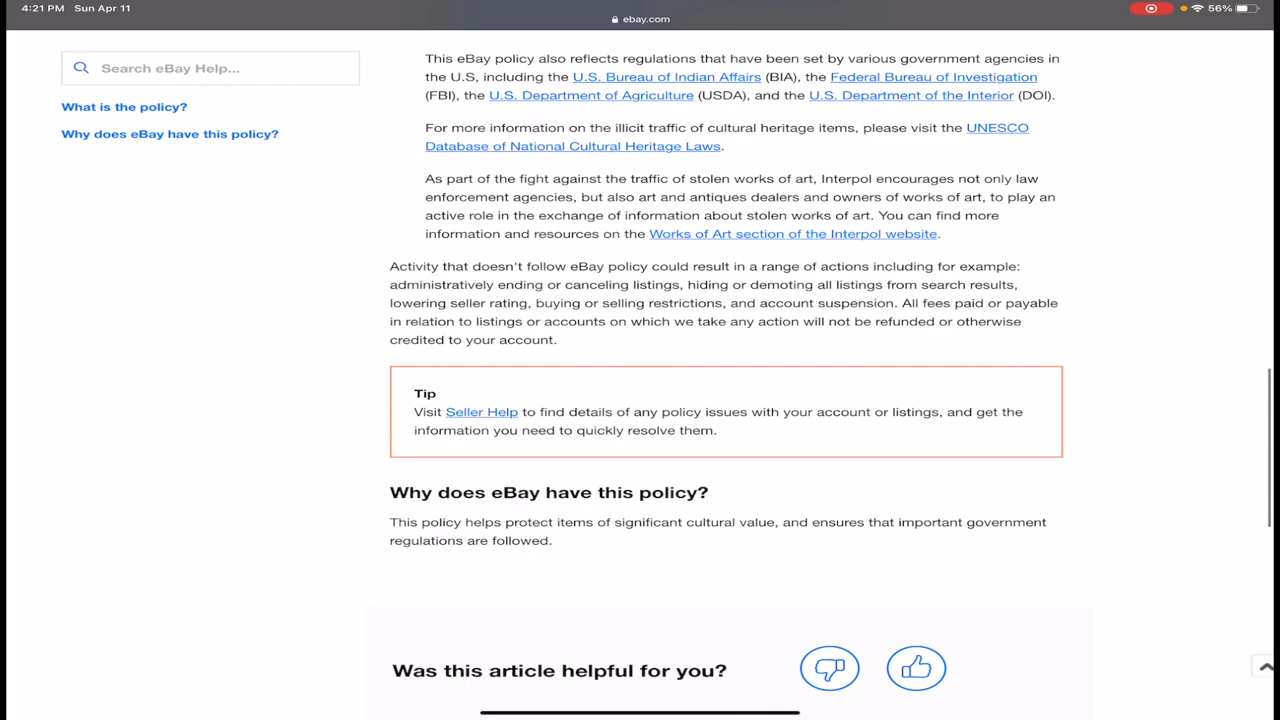 4:21 PM Sun Apr 11
56%
ebay.com
Search eBay Help...
What is the policy?
Why does eBay have this policy?
This eBay policy also reflects regulations that have been set by various government agencies in
the U.S, including the U.S. Bureau of Indian Affairs (BIA), the Federal Bureau of Investigation
(FBI), the U.S. Department of Agriculture (USDA), and the U.S. Department of the Interior (DOI).
For more information on the illicit traffic of cultural heritage items, please visit the UNESCO
Database of National Cultural Heritage Laws.
As part of the fight against the traffic of stolen works of art, Interpol encourages not only law
enforcement agencies, but also art and antiques dealers and owners of works of art, to play an
active role in the exchange of information about stolen works of art. You can find more
information and resources on the Works of Art section of the Interpol website.
Activity that doesn't follow eBay policy could result in a range of actions including for example:
administratively ending or canceling listings, hiding or demoting all listings from search results,
lowering seller rating, buying or selling restrictions, and account suspension. All fees paid or payable
in relation to listings or accounts on which we take any action will not be refunded or otherwise
credited to your account.
Tip
Visit Seller Help to find details of any policy issues with your account or listings, and get the
information you need to quickly resolve them.
Why does eBay have this policy?
This policy helps protect items of significant cultural value, and ensures that important government
regulations are followed.
Was this article helpful for you?